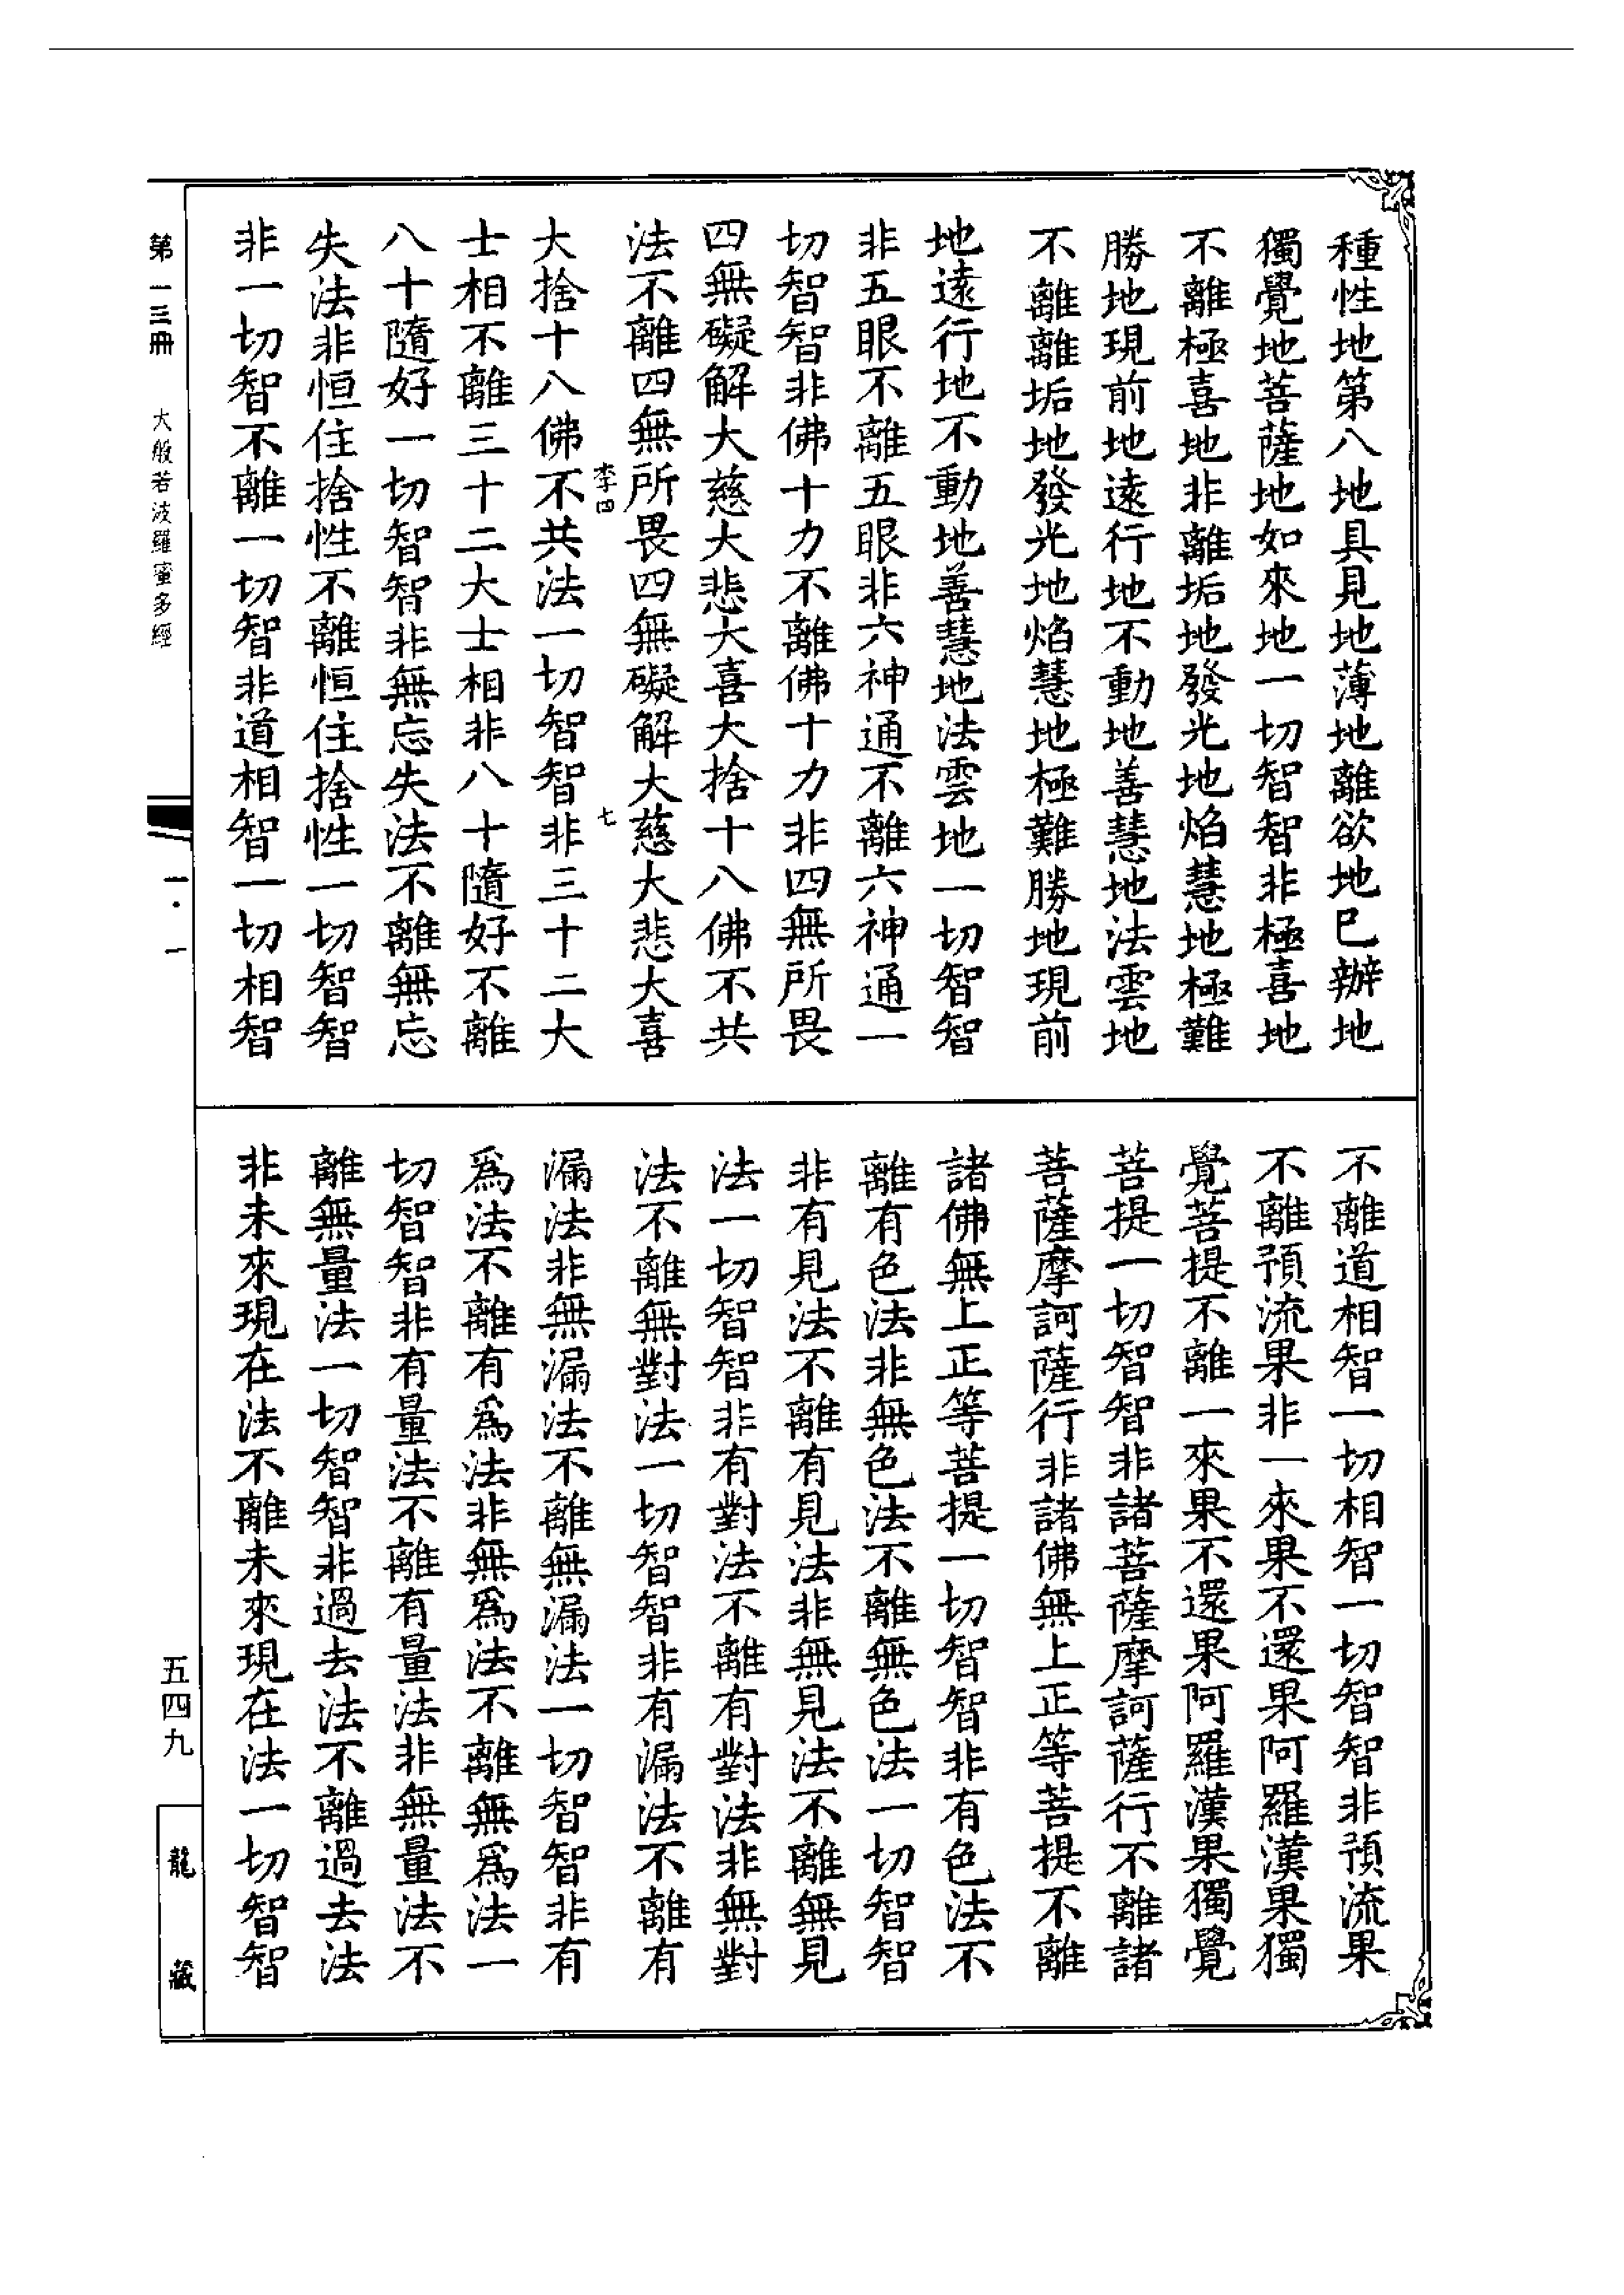 種性地第八地具見地薄地離欲地已辦地
獨覺地菩薩地如來地一切智智非極喜地
不離極喜地非離垢地發光地焰慧地極難
勝地現前地遠行地不動地善慧地法雲地
不離離垢地發光地焰慧地極難勝地現前
地遠行地不動地善慧地法雲地一切智智
非五眼不離五眼非六神通不離六神通一
切智智非佛十力不離佛十力非四無所畏
四無礙解大慈大悲大喜大捨十八佛不共
法不離四無所畏四無礙解大慈大悲大喜
李四
七
大捨十八佛不共法一切智智非三十二大
士相不離三十二大士相非八十隨好不離
八十隨好一切智智非無忘失法不離無忘
失法非恒住捨性不離恒住捨性一切智智
非一切智不離一切智非道相智一切相智
不離道相智一切相智一切智智非預流果
不離預流果非一來果不還果阿羅漢果獨
覺菩提不離一來果不還果阿羅漢果獨覺
菩提一切智智非諸菩薩摩訶薩行不離諸
菩薩摩訶薩行非諸佛無上正等菩提不離
諸佛無上正等菩提一切智智非有色法不
離有色法非無色法不離無色法一切智智
非有見法不離有見法非無見法不離無見
法一切智智非有對法不離有對法非無對
法不離無對法一切智智非有漏法不離有
漏法非無漏法不離無漏法一切智智非有
爲法不離有爲法非無爲法不離無爲法一
切智智非有量法不離有量法非無量法不
離無量法一切智智非過去法不離過去法
非未來現在法不離未來現在法一切智智
第一三冊 大般若波羅蜜多經
一·一
五四九
龍藏